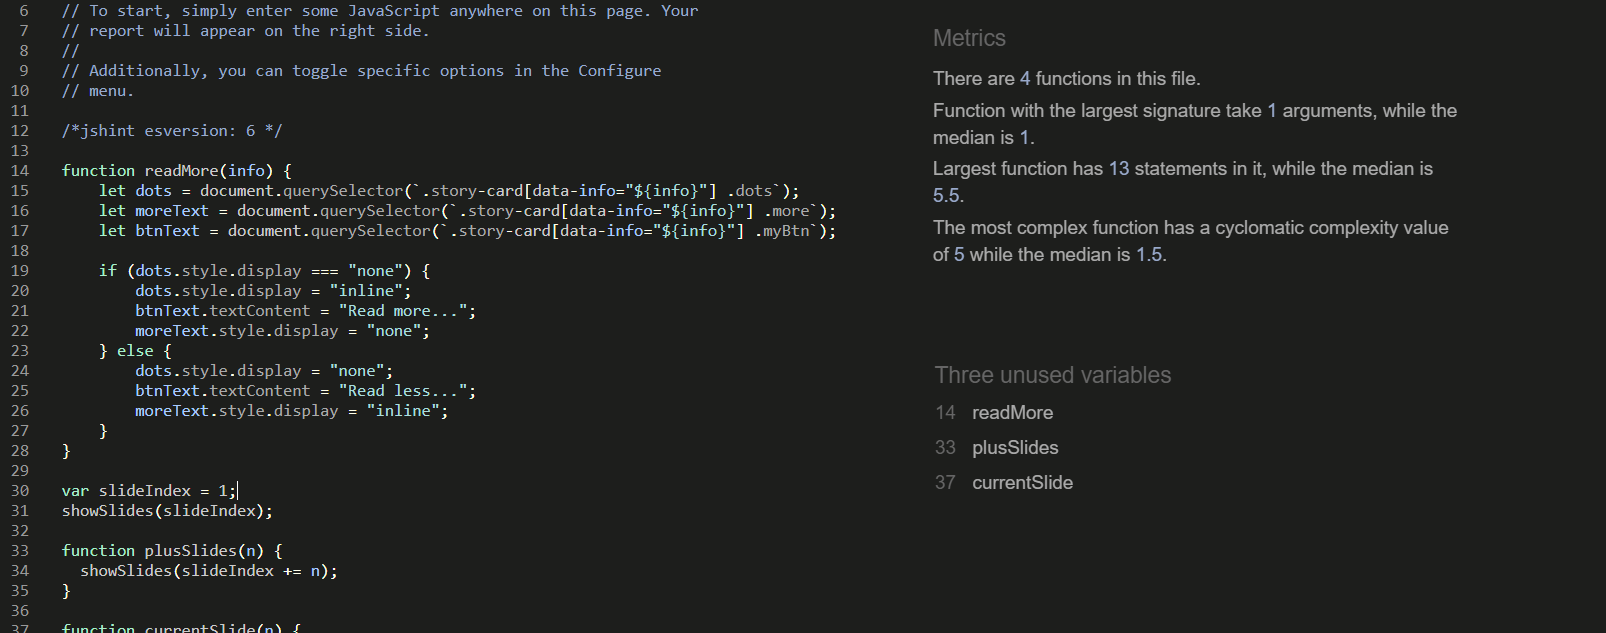 6 // To start, simply enter some JavaScript anywhere on this page. Your
7 // report will appear on the right side.
8 //
9 // Additionally, you can toggle specific options in the Configure
10 // menu.
11
12 /*jshint esversion: 6 */
13
14 function readMore(info) {
15 let dots = document.querySelector(`.story-card[data-info="${info}"] .dots`);
16 let moreText = document.querySelector(`.story-card[data-info="${info}"] .more`);
17 let btnText = document.querySelector(`.story-card[data-info="${info}"] .myBtn`);
18
19 if (dots.style.display === "none") {
20 dots.style.display = "inline";
21 btnText.textContent = "Read more...";
22 moreText.style.display = "none";
23 } else {
24 dots.style.display = "none";
25 btnText.textContent = "Read less...";
26 moreText.style.display = "inline";
27 }
28 }
29
30 var slideIndex = 1;
31 showSlides(slideIndex);
32
33 function plusSlides(n) {
34 showSlides(slideIndex += n);
35 }
36
37 function currentSlide(n) {
Metrics
There are 4 functions in this file.
Function with the largest signature take 1 arguments, while the
median is 1.
Largest function has 13 statements in it, while the median is
5.5.
The most complex function has a cyclomatic complexity value
of 5 while the median is 1.5.
Three unused variables
14 readMore
33 plusSlides
37 currentSlide